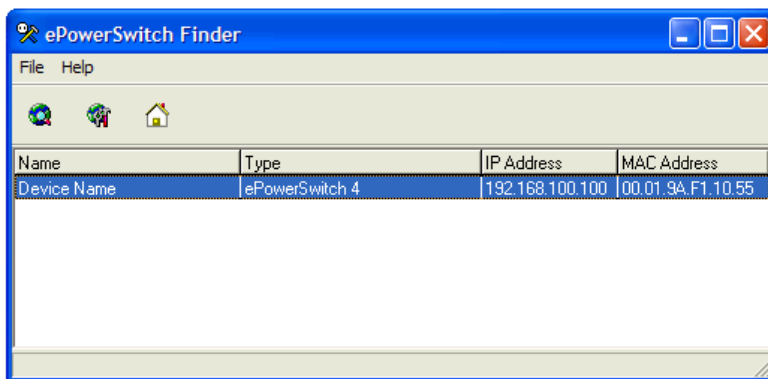 ePowerSwitch Finder
File Help
Name Type IP Address MAC Address
Device Name ePowerSwitch 4 192.168.100.100 00.01.9A.F1.10.55